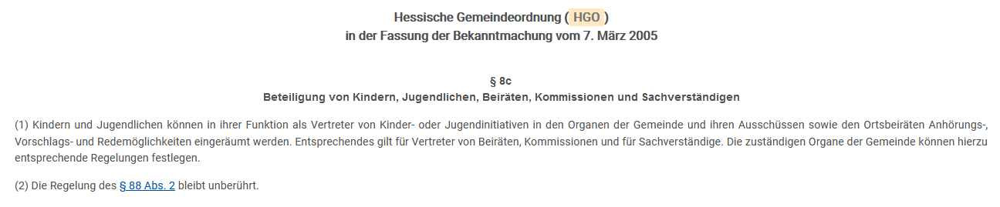 Hessische Gemeindeordnung ( HGO )
in der Fassung der Bekanntmachung vom 7. März 2005
§ 8c
Beteiligung von Kindern, Jugendlichen, Beiräten, Kommissionen und Sachverständigen
(1) Kindern und Jugendlichen können in ihrer Funktion als Vertreter von Kinder- oder Jugendinitiativen in den Organen der Gemeinde und ihren Ausschüssen sowie den Ortsbeiräten Anhörungs-,
Vorschlags- und Redemöglichkeiten eingeräumt werden. Entsprechendes gilt für Vertreter von Beiräten, Kommissionen und für Sachverständige. Die zuständigen Organe der Gemeinde können hierzu
entsprechende Regelungen festlegen.
(2) Die Regelung des § 88 Abs. 2 bleibt unberührt.